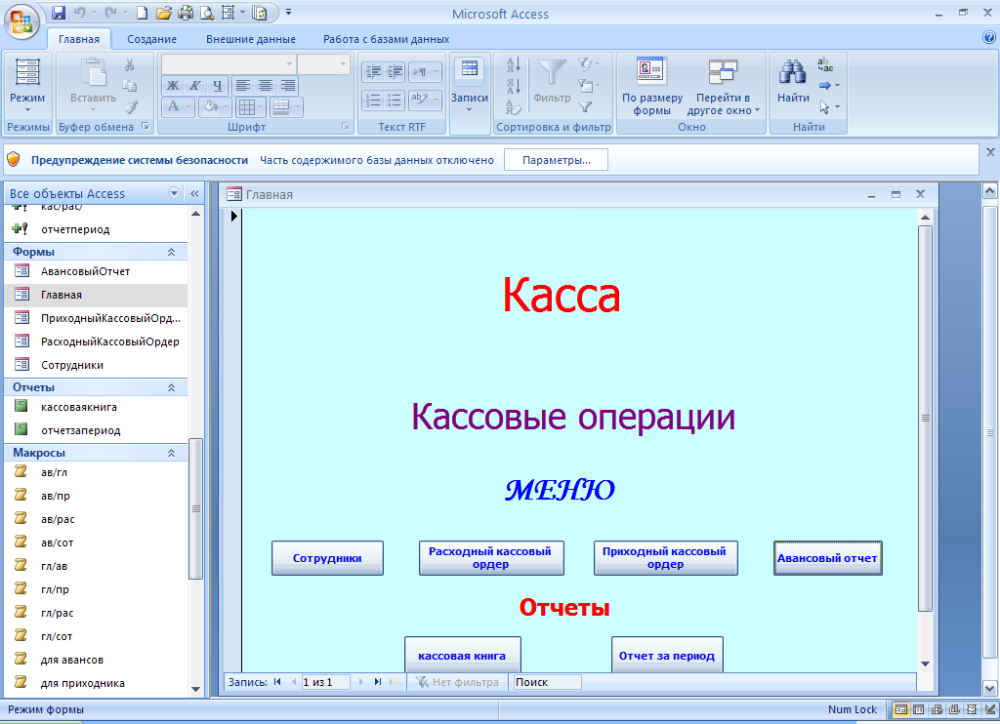 Microsoft Access
Главная Создание Внешние данные Работа с базами данных
Режим
Режимы
Вставить
Буфер обмена
Ж К Ч
A
Шрифт
ab
Текст RTF
Записи
А
Я
Я
А
Фильтр
Сортировка и фильтр
По размеру формы
Перейти в другое окно
Окно
Найти
ab
ac
Найти
Предупреждение системы безопасности Часть содержимого базы данных отключено Параметры...
Все объекты Access «
кас/рас/
отчетпериод
Формы
АвансовыйОтчет
Главная
ПриходныйКассовыйОрд...
РасходныйКассовыйОрдер
Сотрудники
Отчеты
кассоваякнига
отчетзапериод
Макросы
ав/гл
ав/пр
ав/рас
ав/сот
гл/ав
гл/пр
гл/рас
гл/сот
для авансов
для приходника
Главная
Касса
Кассовые операции
МЕНЮ
Сотрудники
Расходный кассовый
ордер
Приходный кассовый
ордер
Авансовый отчет
Отчеты
кассовая книга Отчет за период
Запись: 1 из 1 Нет фильтра Поиск
Режим формы Num Lock